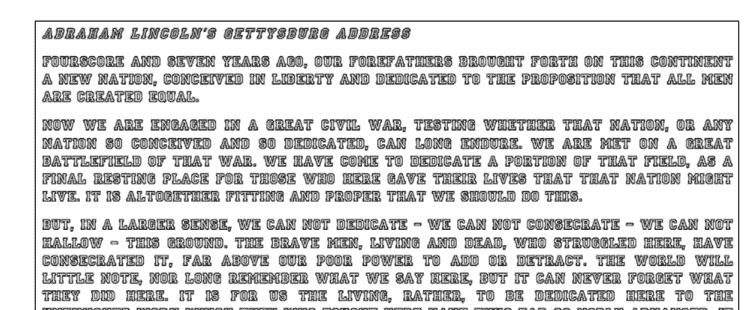 ABRAHAM LINCOLN'S GETTYSBURG ADDRESS
FOURSCORE AND SEVEN YEARS AGO, OUR FOREFATHERS BROUGHT FORTH ON THIS CONTINENT
A NEW NATION, CONCEIVED IN LIBERTY AND DEDICATED TO THE PROPOSITION THAT ALL MEN
ARE CREATED EQUAL.
NOW WE ARE ENGAGED IN A GREAT CIVIL WAR, TESTING WHETHER THAT NATION, OR ANY
NATION SO CONCEIVED AND SO DEDICATED, CAN LONG ENDURE. WE ARE MET ON A GREAT
BATTLEFIELD OF THAT WAR. WE HAVE COME TO DEDICATE A PORTION OF THAT FIELD, AS A
FINAL RESTING PLACE FOR THOSE WHO HERE GAVE THEIR LIVES THAT THAT NATION MIGHT
LIVE. IT IS ALTOGETHER FITTING AND PROPER THAT WE SHOULD DO THIS.
BUT, IN A LARGER SENSE, WE CAN NOT DEDICATE - WE CAN NOT CONSECRATE - WE CAN NOT
HALLOW - THIS GROUND. THE BRAVE MEN, LIVING AND DEAD, WHO STRUGGLED HERE, HAVE
CONSECRATED IT, FAR ABOVE OUR POOR POWER TO ADD OR DETRACT. THE WORLD WILL
LITTLE NOTE, NOR LONG REMEMBER WHAT WE SAY HERE, BUT IT CAN NEVER FORGET WHAT
THEY DID HERE. IT IS FOR US THE LIVING, RATHER, TO BE DEDICATED HERE TO THE